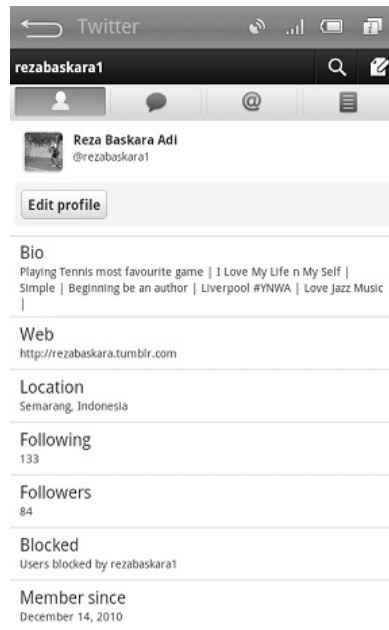 Twitter
rezabaskara1
@
Reza Baskara Adi
@rezabaskara1
Edit profile
Bio
Playing Tennis most favourite game | I Love My Life n My Self |
Simple | Beginning be an author | Liverpool #YNWA | Love Jazz Music
|
Web
http://rezabaskara.tumblr.com
Location
Semarang, Indonesia
Following
133
Followers
84
Blocked
Users blocked by rezabaskara1
Member since
December 14, 2010